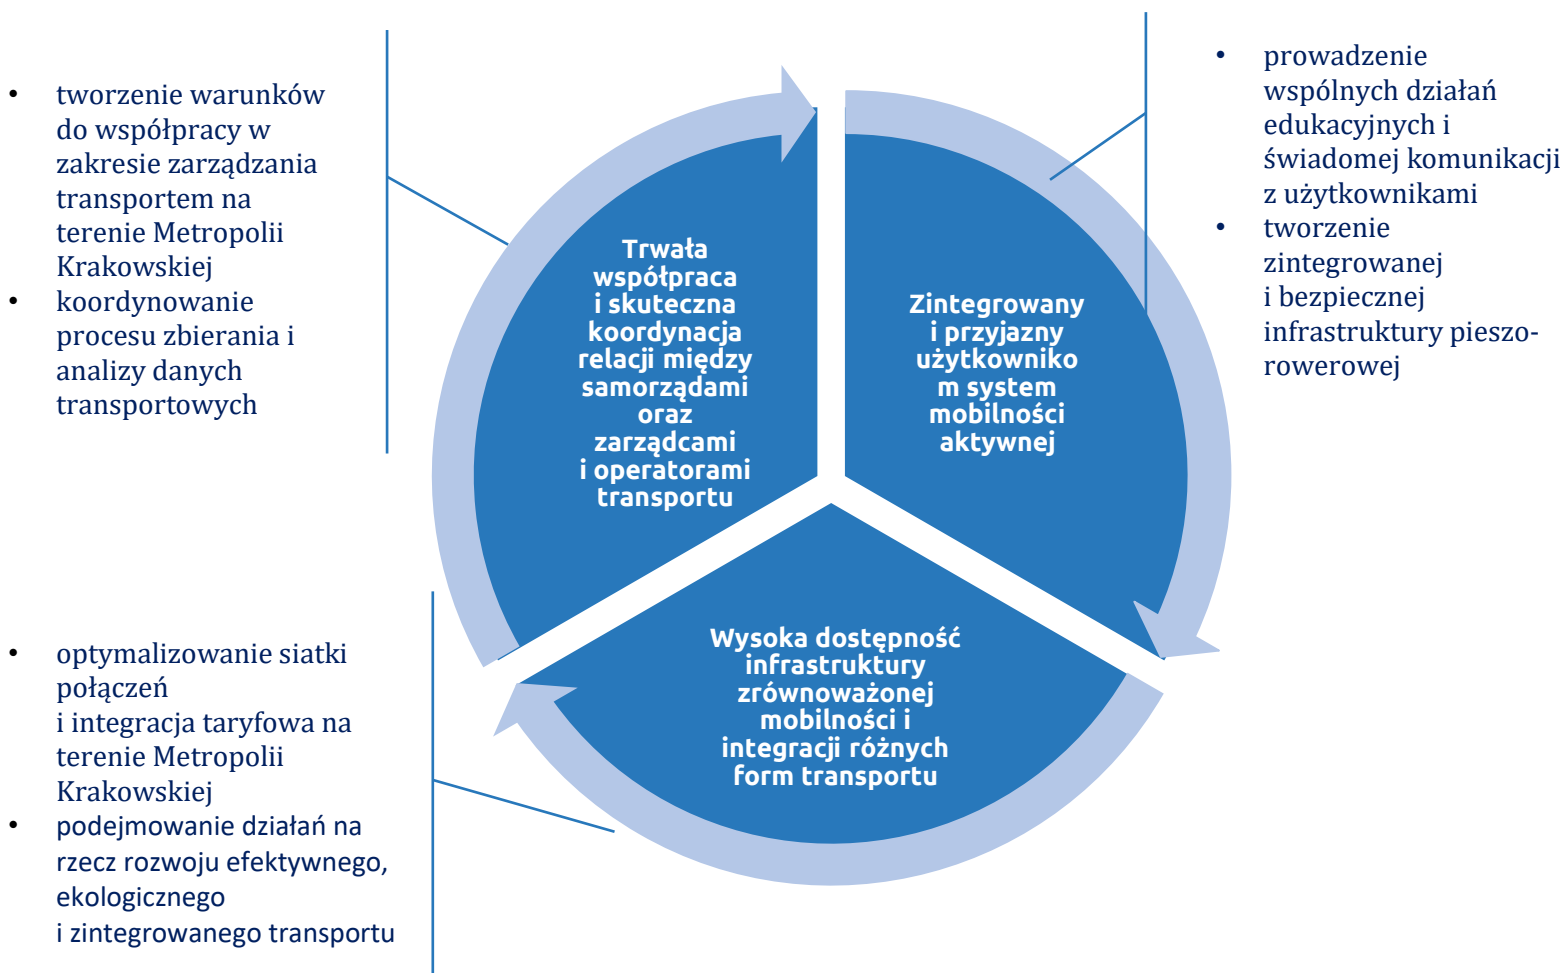 • tworzenie warunków
do współpracy w
zakresie zarządzania
transportem na
terenie Metropolii
Krakowskiej
• koordynowanie
procesu zbierania i
analizy danych
transportowych
Trwała
współpraca
i skuteczna
koordynacja
relacji między
samorządami
oraz
zarządcami
i operatorami
transportu
Zintegrowany
i przyjazny
użytkowniko
m system
mobilności
aktywnej
• prowadzenie
wspólnych działań
edukacyjnych i
świadomej komunikacji
z użytkownikami
• tworzenie
zintegrowanej
i bezpiecznej
infrastruktury pieszo-
rowerowej
• optymalizowanie siatki
połączeń
i integracja taryfowa na
terenie Metropolii
Krakowskiej
• podejmowanie działań na
rzecz rozwoju efektywnego,
ekologicznego
i zintegrowanego transportu
Wysoka dostępność
infrastruktury
zrównoważonej
mobilności i
integracji różnych
form transportu